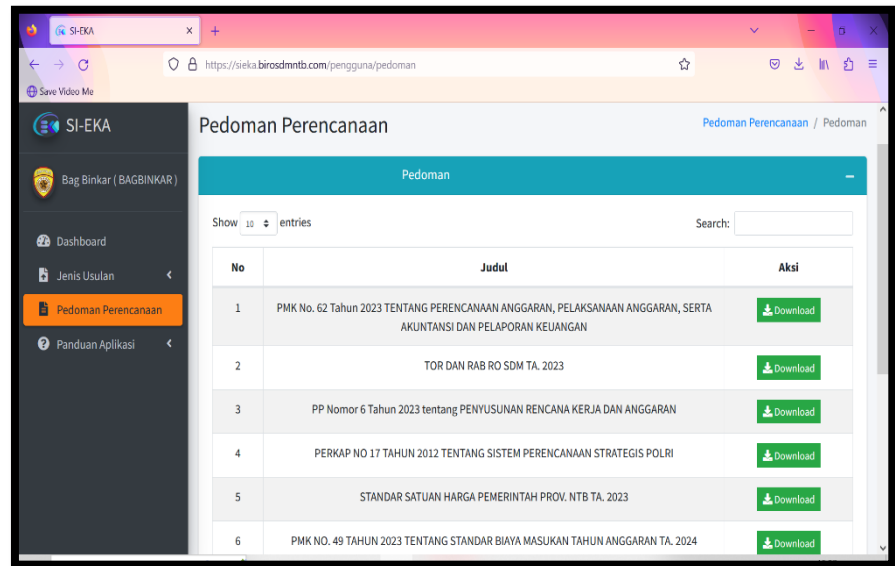 SI-EKA
https://sieka.birosdmntb.com/pengguna/pedoman
Save Video Me
SI-EKA
Pedoman Perencanaan
Pedoman Perencanaan / Pedoman
Bag Binkar ( BAGBINKAR )
Dashboard
Jenis Usulan
Pedoman Perencanaan
Panduan Aplikasi
Pedoman
Show 10 entries
Search:
No Judul Aksi
1 PMK No. 62 Tahun 2023 TENTANG PERENCANAAN ANGGARAN, PELAKSANAAN ANGGARAN, SERTA
AKUNTANSI DAN PELAPORAN KEUANGAN
Download
2 TOR DAN RAB RO SDM TA. 2023 Download
3 PP Nomor 6 Tahun 2023 tentang PENYUSUNAN RENCANA KERJA DAN ANGGARAN Download
4 PERKAP NO 17 TAHUN 2012 TENTANG SISTEM PERENCANAAN STRATEGIS POLRI Download
5 STANDAR SATUAN HARGA PEMERINTAH PROV. NTB TA. 2023 Download
6 PMK NO. 49 TAHUN 2023 TENTANG STANDAR BIAYA MASUKAN TAHUN ANGGARAN TA. 2024 Download